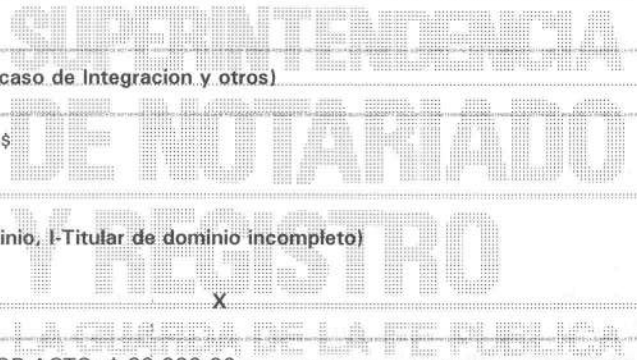 SUPERINTENDENCIA
caso de Integracion y otros)
$
DE NOTARIADO
inio, I-Titular de dominio incompleto)
Y REGISTRO
X
LA GUARDA DE LA FE PUBLICA